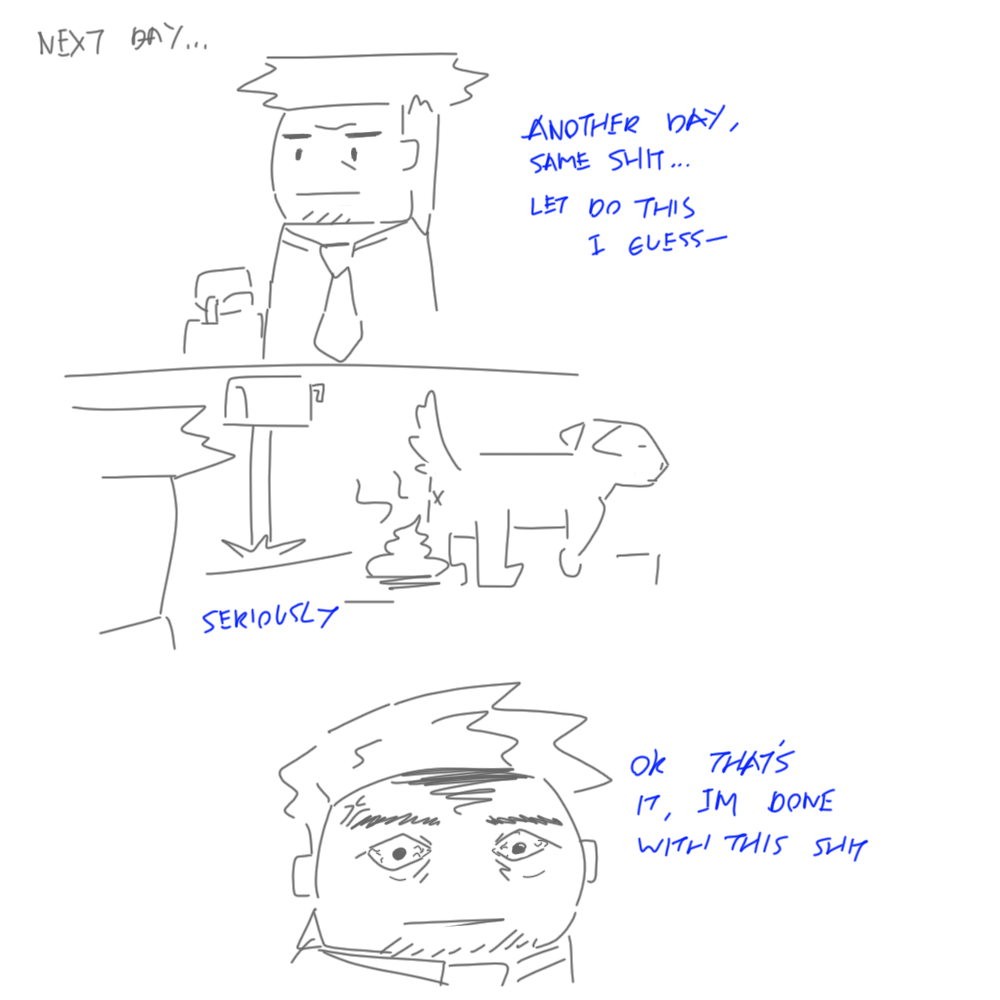 NEXT DAY...
ANOTHER DAY,
SAME SHIT...
LET DO THIS
I GUESS—
SERIOUSLY
OK THAT'S
IT, IM DONE
WITH THIS SHIT